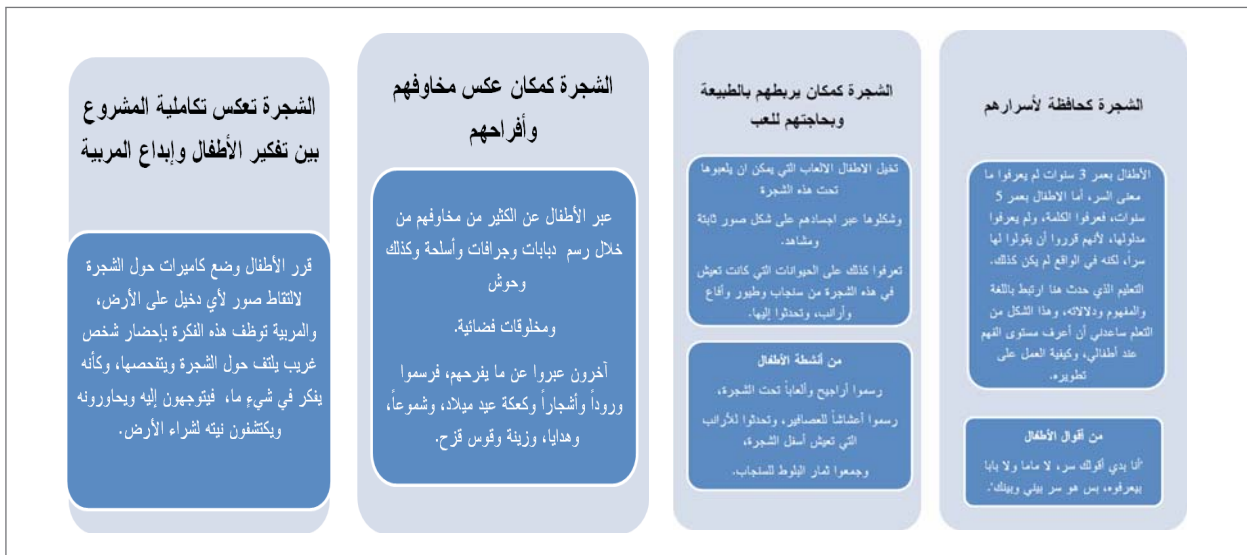 الشجرة كحافظة لأسرارهم
الأطفال بعمر 3 سنوات لم يعرفوا ما
معنى السر، أما الاطفال بعمر 5
سنوات، فعرفوا الكلمة، ولم يعرفوا
مدلولها، لأنهم قرروا أن يقولوا لها
سراً، لكنه في الواقع لم يكن كذلك.
التعليم الذي حدث هنا ارتبط باللغة
والمفهوم ودلالاته، وهذا الشكل من
التعلم ساعدني أن أعرف مستوى الفهم
عند أطفالي، وكيفية العمل على
تطويره.
من أقوال الأطفال
"أنا بدي أقولك سر، لا ماما ولا بابا
بيعرفوه، بس هو سر بيني وبينك".
الشجرة كمكان يربطهم بالطبيعة
وبحاجتهم للعب
تخيل الاطفال الالعاب التي يمكن ان يلعبوها
تحت هذه الشجرة
وشكلوها عبر اجسادهم على شكل صور ثابتة
ومشاهد.
تعرفوا كذلك على الحيوانات التي كانت تعيش
في هذه الشجرة من سنجاب وطيور وأفاع
وأرانب، وتحدثوا إليها.
من أنشطة الأطفال
رسموا أراجيح وألعاباً تحت الشجرة،
رسموا أعشاشاً للعصافير، وتحدثوا للأرانب
التي تعيش أسفل الشجرة،
وجمعوا ثمار البلوط للسنجاب.
الشجرة كمكان عكس مخاوفهم
وأفراحهم
عبر الأطفال عن الكثير من مخاوفهم من
خلال رسم دبابات وجرافات وأسلحة وكذلك
وحوش
ومخلوقات فضائية.
آخرون عبروا عن ما يفرحهم، فرسموا
وروداً وأشجاراً وكعكة عيد ميلاد، وشموعاً،
وهدايا، وزينة وقوس قزح.
الشجرة تعكس تكاملية المشروع
بين تفكير الأطفال وإبداع المربية
قرر الأطفال وضع كاميرات حول الشجرة
لالتقاط صور لأي دخيل على الأرض،
والمربية توظف هذه الفكرة بإحضار شخص
غريب يلتف حول الشجرة ويتفحصها، وكأنه
يفكر في شيءٍ ما، فيتوجهون إليه ويحاورونه
ويكتشفون نيته لشراء الأرض.